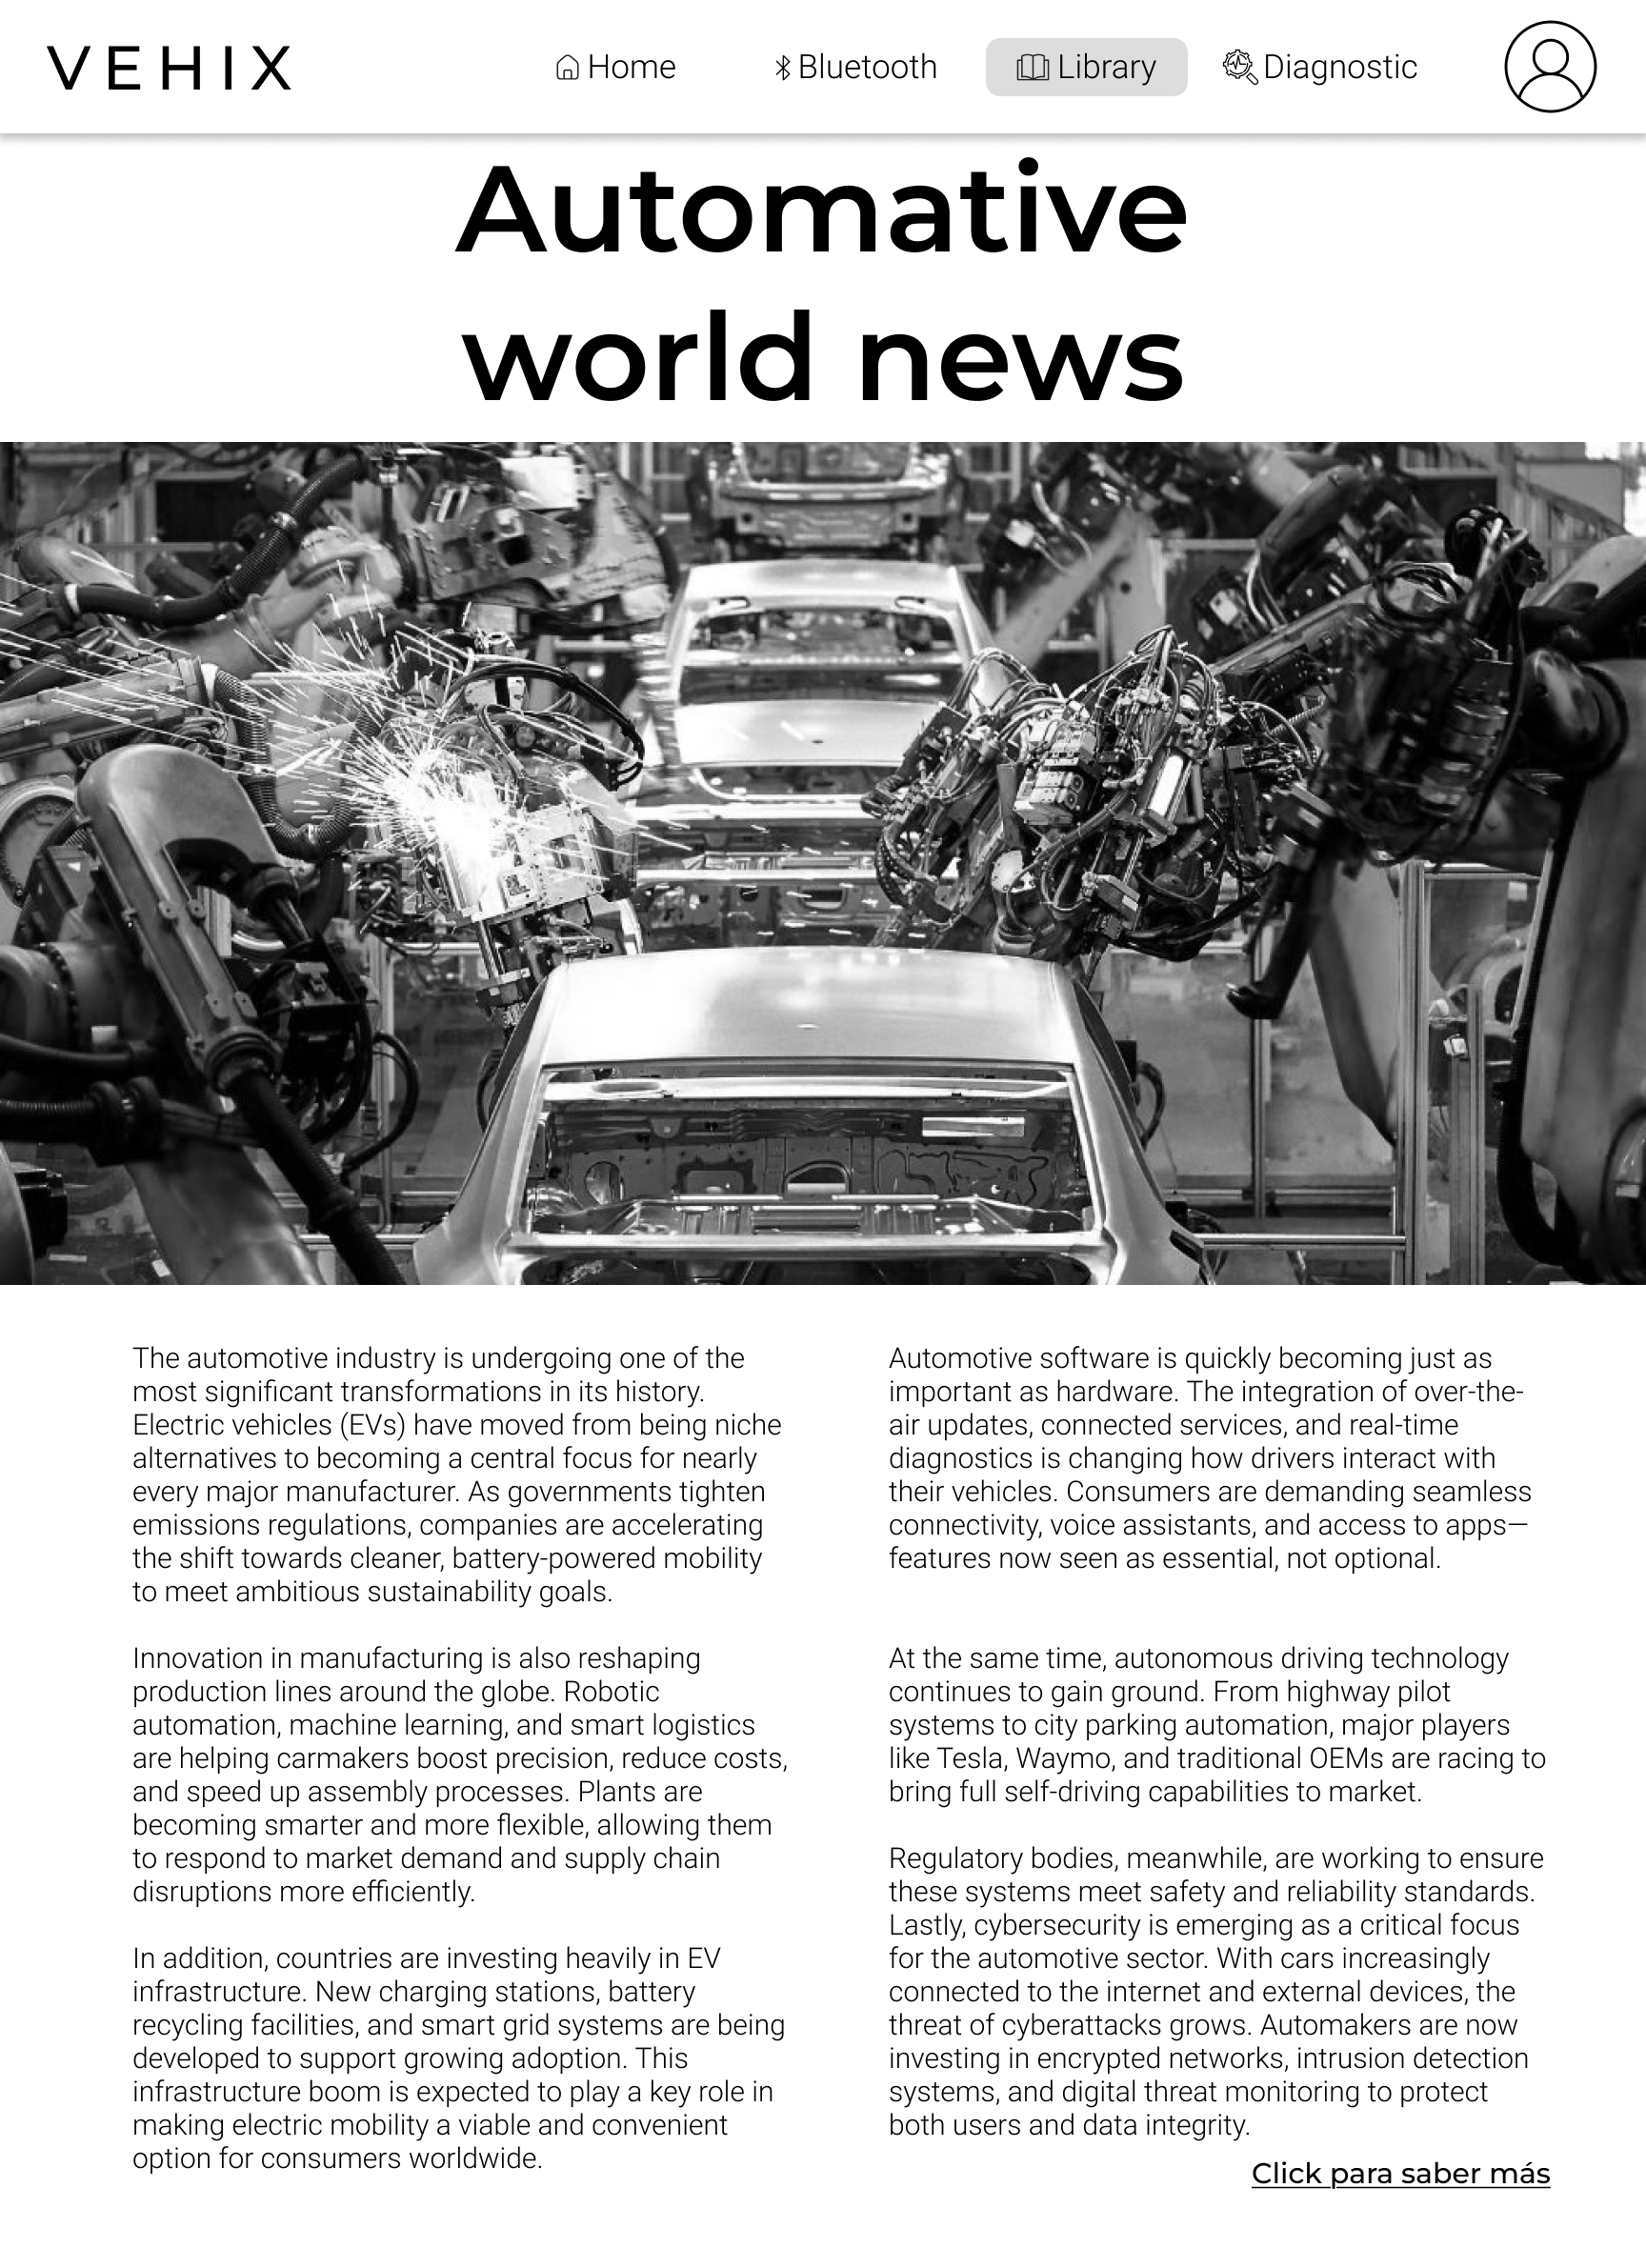 VEHIX
Home
Bluetooth
Library
Diagnostic
Automative
world news
The automotive industry is undergoing one of the
most significant transformations in its history.
Electric vehicles (EVs) have moved from being niche
alternatives to becoming a central focus for nearly
every major manufacturer. As governments tighten
emissions regulations, companies are accelerating
the shift towards cleaner, battery-powered mobility
to meet ambitious sustainability goals.
Innovation in manufacturing is also reshaping
production lines around the globe. Robotic
automation, machine learning, and smart logistics
are helping carmakers boost precision, reduce costs,
and speed up assembly processes. Plants are
becoming smarter and more flexible, allowing them
to respond to market demand and supply chain
disruptions more efficiently.
In addition, countries are investing heavily in EV
infrastructure. New charging stations, battery
recycling facilities, and smart grid systems are being
developed to support growing adoption. This
infrastructure boom is expected to play a key role in
making electric mobility a viable and convenient
option for consumers worldwide.
Automotive software is quickly becoming just as
important as hardware. The integration of over-the-
air updates, connected services, and real-time
diagnostics is changing how drivers interact with
their vehicles. Consumers are demanding seamless
connectivity, voice assistants, and access to apps—
features now seen as essential, not optional.
At the same time, autonomous driving technology
continues to gain ground. From highway pilot
systems to city parking automation, major players
like Tesla, Waymo, and traditional OEMs are racing to
bring full self-driving capabilities to market.
Regulatory bodies, meanwhile, are working to ensure
these systems meet safety and reliability standards.
Lastly, cybersecurity is emerging as a critical focus
for the automotive sector. With cars increasingly
connected to the internet and external devices, the
threat of cyberattacks grows. Automakers are now
investing in encrypted networks, intrusion detection
systems, and digital threat monitoring to protect
both users and data integrity.
Click para saber más